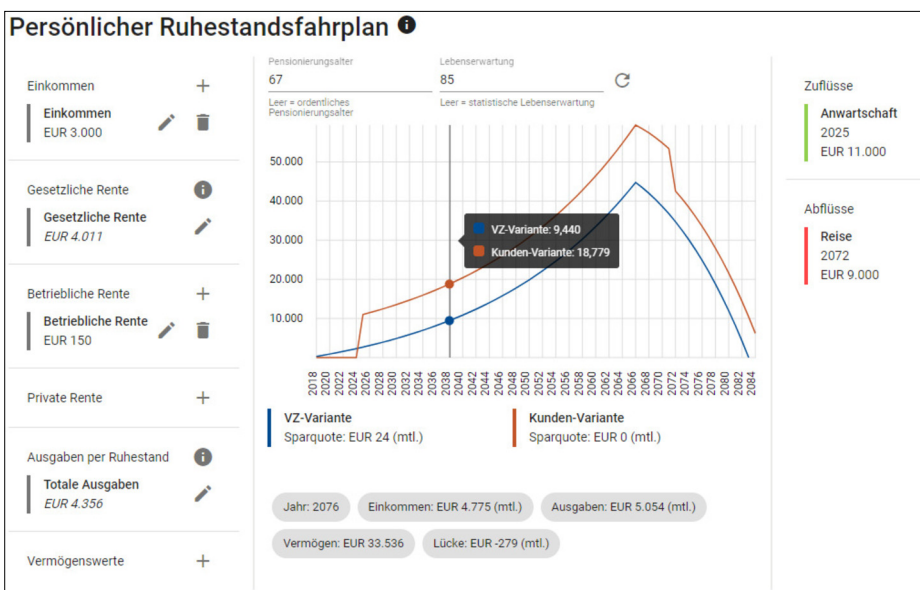 Persönlicher Ruhestandsfahrplan
Einkommen
Einkommen
EUR 3.000
Gesetzliche Rente
Gesetzliche Rente
EUR 4.011
Betriebliche Rente
Betriebliche Rente
EUR 150
Private Rente
Ausgaben per Ruhestand
Totale Ausgaben
EUR 4.356
Vermögenswerte
Pensionierungsalter
67
Leer = ordentliches
Pensionierungsalter
Lebenserwartung
85
Leer = statistische Lebenserwartung
50.000
40.000
30.000
20.000
10.000
VZ-Variante: 9,440
Kunden-Variante: 18,779
2018 2020 2022 2024 2026 2028 2030 2032 2034 2036 2038 2040 2042 2044 2046 2048 2050 2052 2054 2056 2058 2060 2062 2064 2066 2068 2070 2072 2074 2076 2078 2080 2082 2084
VZ-Variante
Sparquote: EUR 24 (mtl.)
Kunden-Variante
Sparquote: EUR 0 (mtl.)
Jahr: 2076
Einkommen: EUR 4.775 (mtl.)
Ausgaben: EUR 5.054 (mtl.)
Vermögen: EUR 33.536
Lücke: EUR -279 (mtl.)
Zuflüsse
Anwartschaft
2025
EUR 11.000
Abflüsse
Reise
2072
EUR 9.000